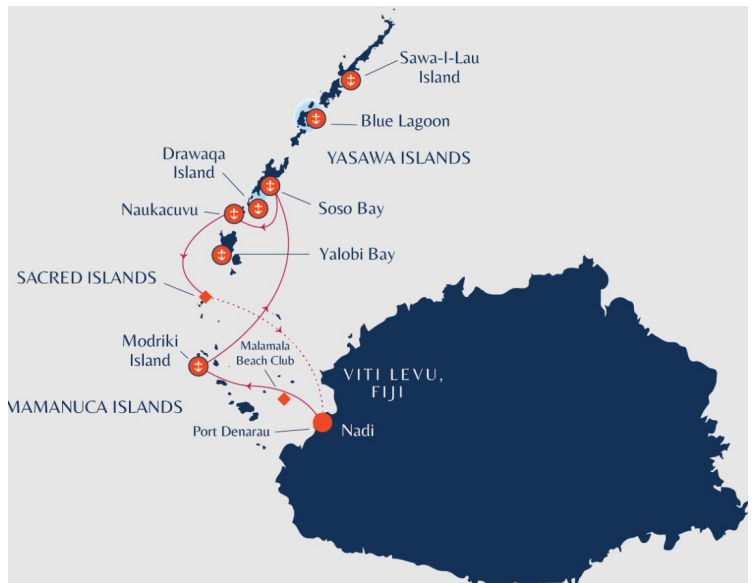 Sawa-I-Lau
Island
Blue Lagoon
YASAWA ISLANDS
Drawaqa
Island
Naukacuvu
Soso Bay
Yalobi Bay
SACRED ISLANDS
Modriki
Island
Malamala
Beach Club
VITI LEVU,
FIJI
MAMANUCA ISLANDS
Port Denarau
Nadi